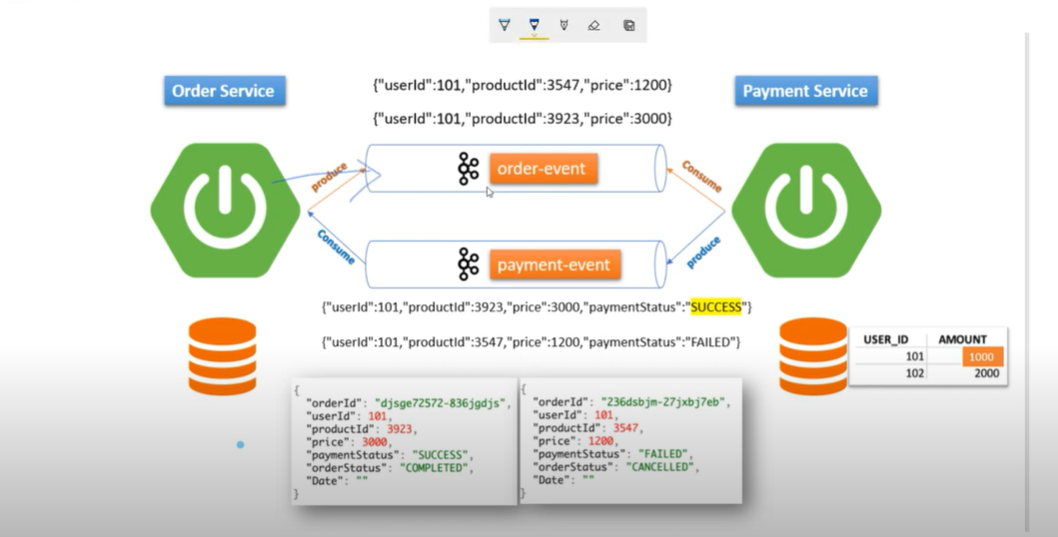 {"userId":101,"productId":3547,"price":1200}
Order Service
Payment Service
{"userId":101,"productId":3923,"price":3000}
produce
order-event
Consume
Consume
payment-event
produce
{"userId":101,"productId":3923,"price":3000,"paymentStatus":"SUCCESS"}
{"userId":101,"productId":3547,"price":1200,"paymentStatus":"FAILED"}
USER_ID AMOUNT
101 1000
102 2000
{
"orderId": "djsge72572-836jgdjs",
"userId": 101,
"productId": 3923,
"price": 3000,
"paymentStatus": "SUCCESS",
"orderStatus": "COMPLETED",
"Date": ""
}
{
"orderId": "236dsbjm-27jxbj7eb",
"userId": 101,
"productId": 3547,
"price": 1200,
"paymentStatus": "FAILED",
"orderStatus": "CANCELLED",
"Date": ""
}